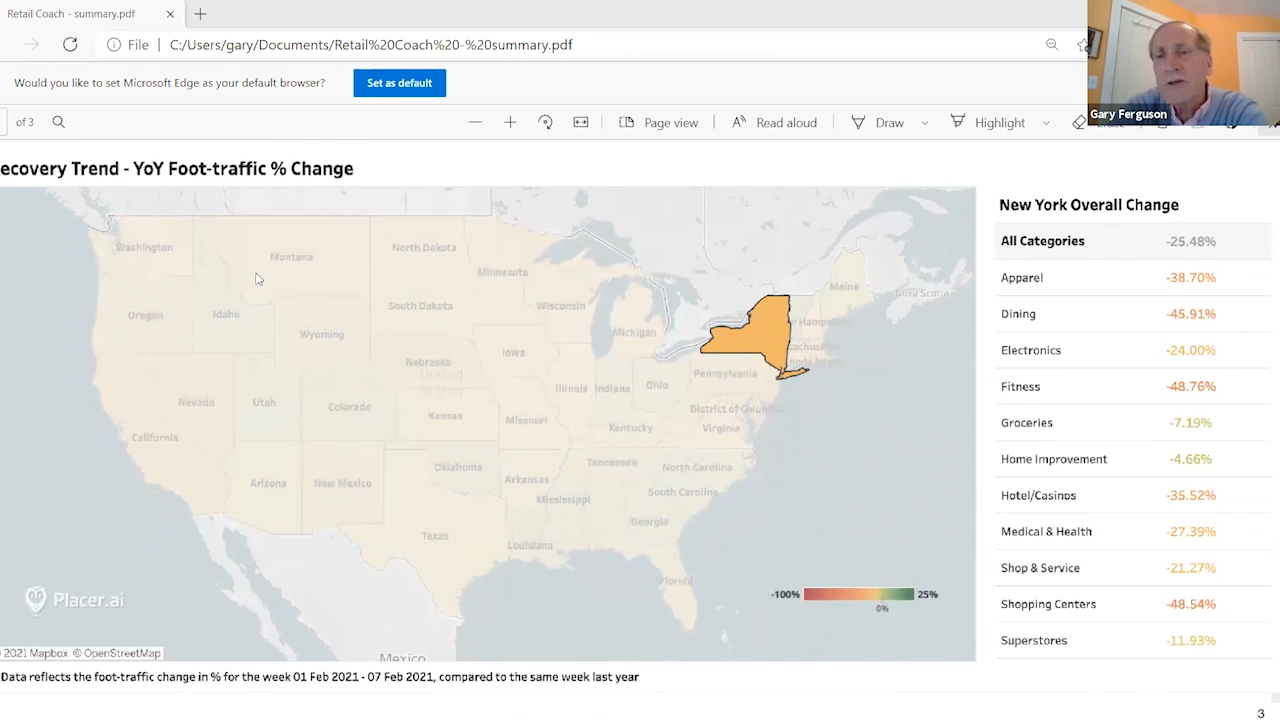 Retail Coach - summary.pdf
File | C:/Users/gary/Documents/Retail%20Coach%20-%20summary.pdf
Would you like to set Microsoft Edge as your default browser?
Set as default
Gary Ferguson
of 3
Page view
Read aloud
Draw
Highlight
ecovery Trend - YoY Foot-traffic % Change
Washington
Montana
North Dakota
Minnesota
Maine
Nova Scotia
Oregon
Idaho
South Dakota
Wisconsin
Wyoming
Michigan
Nebraska
Iowa
United States
Illinois
Indiana
Ohio
Pennsylvania
Nevada
Utah
Colorado
Kansas
Missouri
Kentucky
Virginia
California
Arizona
New Mexico
Oklahoma
Arkansas
Tennessee
North Carolina
Mississippi
South Carolina
Georgia
Texas
Louisiana
Florida
Mexico
Placer.ai
-100%
25%
0%
2021 Mapbox © OpenStreetMap
New York Overall Change
All Categories -25.48%
Apparel -38.70%
Dining -45.91%
Electronics -24.00%
Fitness -48.76%
Groceries -7.19%
Home Improvement -4.66%
Hotel/Casinos -35.52%
Medical & Health -27.39%
Shop & Service -21.27%
Shopping Centers -48.54%
Superstores -11.93%
Data reflects the foot-traffic change in % for the week 01 Feb 2021 - 07 Feb 2021, compared to the same week last year
3